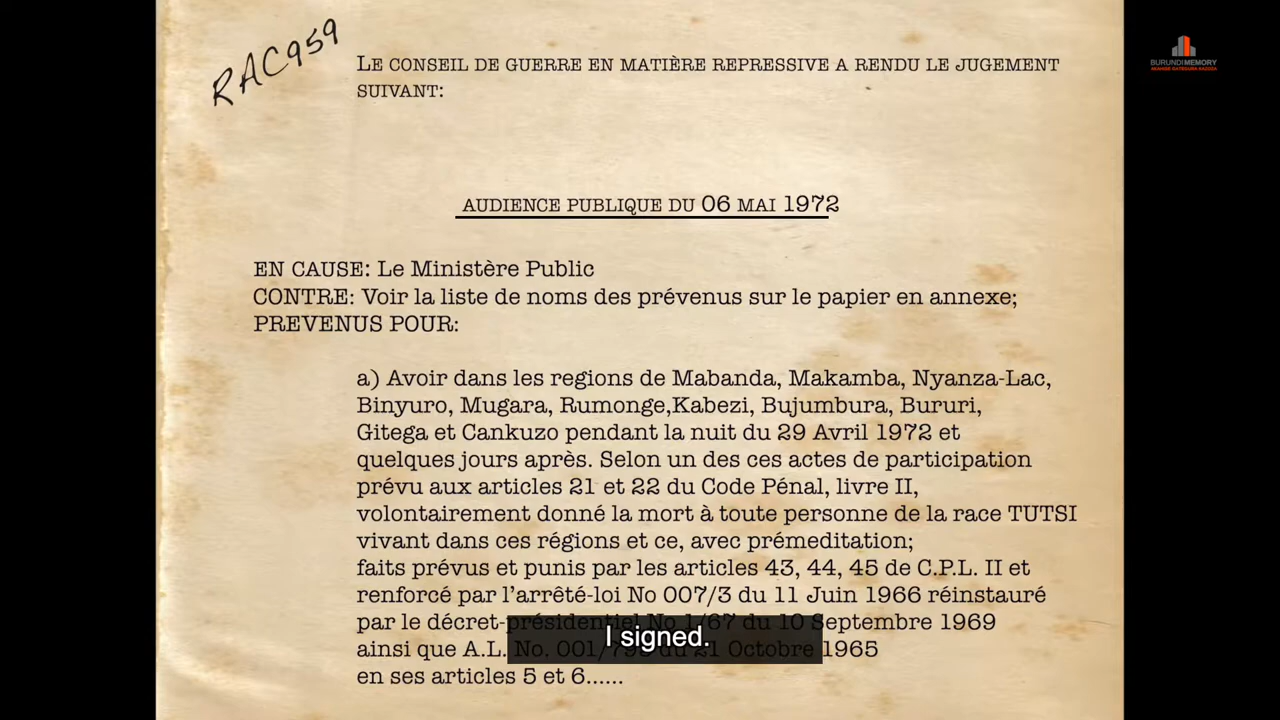 RAC959
LE CONSEIL DE GUERRE EN MATIÈRE REPRESSIVE A RENDU LE JUGEMENT
SUIVANT:
BURUNDI MEMORY
AUDIENCE PUBLIQUE DU 06 MAI 1972
EN CAUSE: Le Ministère Public
CONTRE: Voir la liste de noms des prévenus sur le papier en annexe;
PREVENUS POUR:
a) Avoir dans les regions de Mabanda, Makamba, Nyanza-Lac,
Binyuro, Mugara, Rumonge,Kabezi, Bujumbura, Bururi,
Gitega et Cankuzo pendant la nuit du 29 Avril 1972 et
quelques jours après. Selon un des ces actes de participation
prévu aux articles 21 et 22 du Code Pénal, livre II,
volontairement donné la mort à toute personne de la race TUTSI
vivant dans ces régions et ce, avec prémeditation;
faits prévus et punis par les articles 43, 44, 45 de C.P.L. II et
renforcé par l'arrêté-loi No 007/3 du 11 Juin 1966 réinstauré
par le décret-présidentiel No 1/67 du 10 Septembre 1969
ainsi que A.L. No. 001/ du 21 Octobre 1965
en ses articles 5 et 6......
I signed.